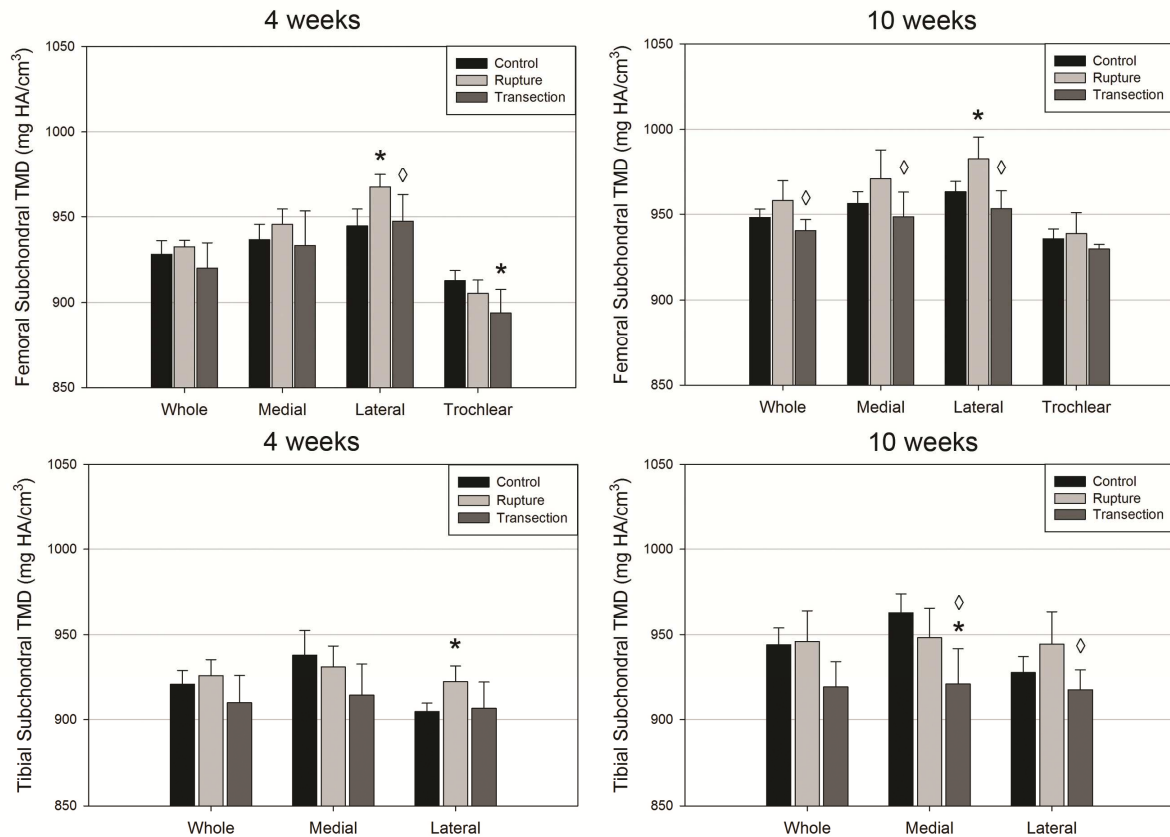 4 weeks
Femoral Subchondral TMD (mg HA/cm³)
1050
1000
950
900
850
Control
Rupture
Transection
*
◊
*
Whole Medial Lateral Trochlear
10 weeks
Femoral Subchondral TMD (mg HA/cm³)
1050
1000
950
900
850
Control
Rupture
Transection
*
◊ ◊ ◊
Whole Medial Lateral Trochlear
4 weeks
Tibial Subchondral TMD (mg HA/cm³)
1050
1000
950
900
850
Control
Rupture
Transection
*
Whole Medial Lateral
10 weeks
Tibial Subchondral TMD (mg HA/cm³)
1050
1000
950
900
850
Control
Rupture
Transection
◊
*
◊
Whole Medial Lateral